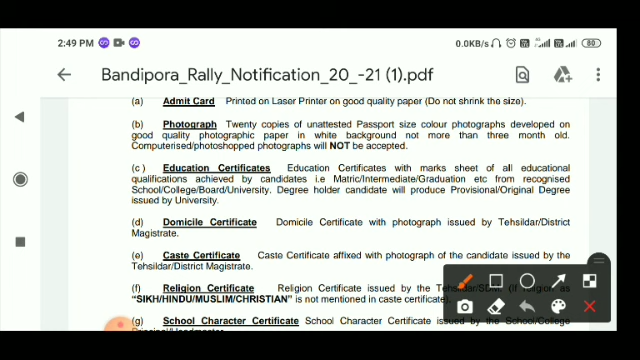 2:49 PM
0.0KB/s
80
Bandipora_Rally_Notification_20_-21 (1).pdf
(a) Admit Card Printed on Laser Printer on good quality paper (Do not shrink the size).
(b) Photograph Twenty copies of unattested Passport size colour photographs developed on
good quality photographic paper in white background not more than three month old.
Computerised/photoshopped photographs will NOT be accepted.
(c ) Education Certificates Education Certificates with marks sheet of all educational
qualifications achieved by candidates i.e Matric/Intermediate/Graduation etc from recognised
School/College/Board/University. Degree holder candidate will produce Provisional/Original Degree
issued by University.
(d) Domicile Certificate Domicile Certificate with photograph issued by Tehsildar/District
Magistrate.
(e) Caste Certificate Caste Certificate affixed with photograph of the candidate issued by the
Tehsildar/District Magistrate.
(f) Religion Certificate Religion Certificate issued by the Tehsildar/SDM. (If religion as
“SIKH/HINDU/MUSLIM/CHRISTIAN” is not mentioned in caste certificate).
(g) School Character Certificate School Character Certificate issued by the School/College
Principal/Headmaster